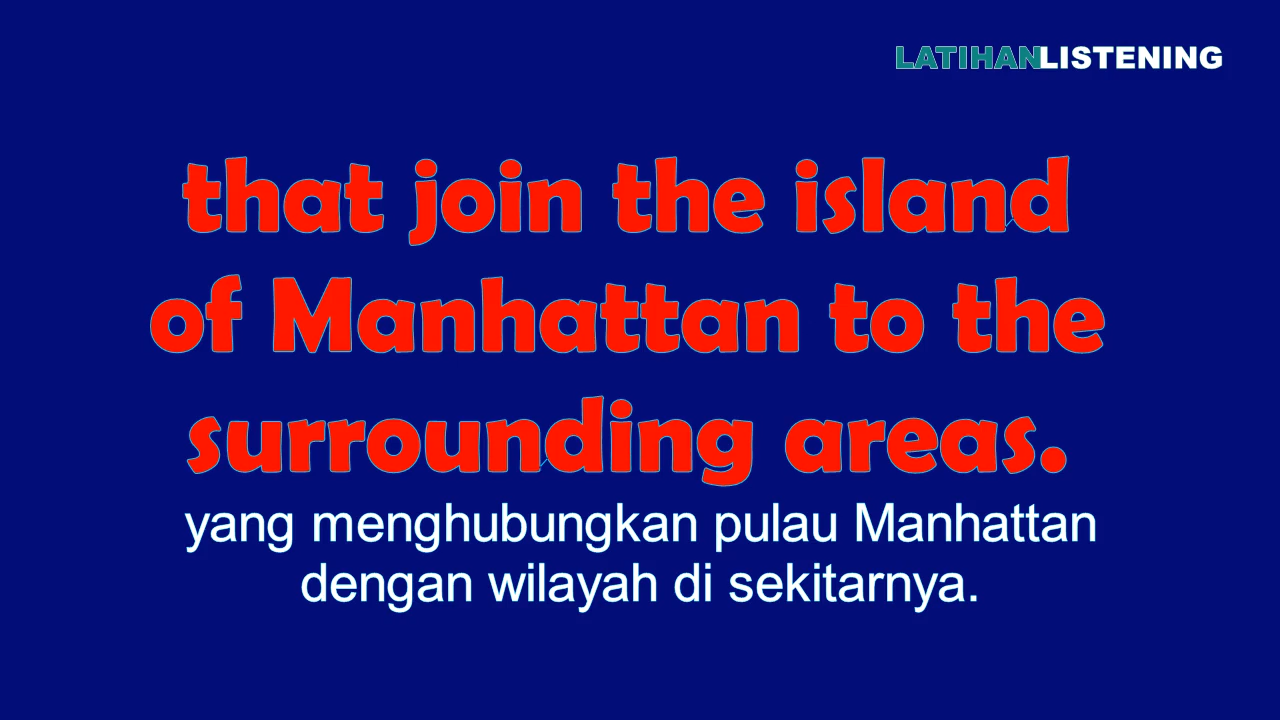 LATIHANLISTENING
that join the island
of Manhattan to the
surrounding areas.
yang menghubungkan pulau Manhattan
dengan wilayah di sekitarnya.